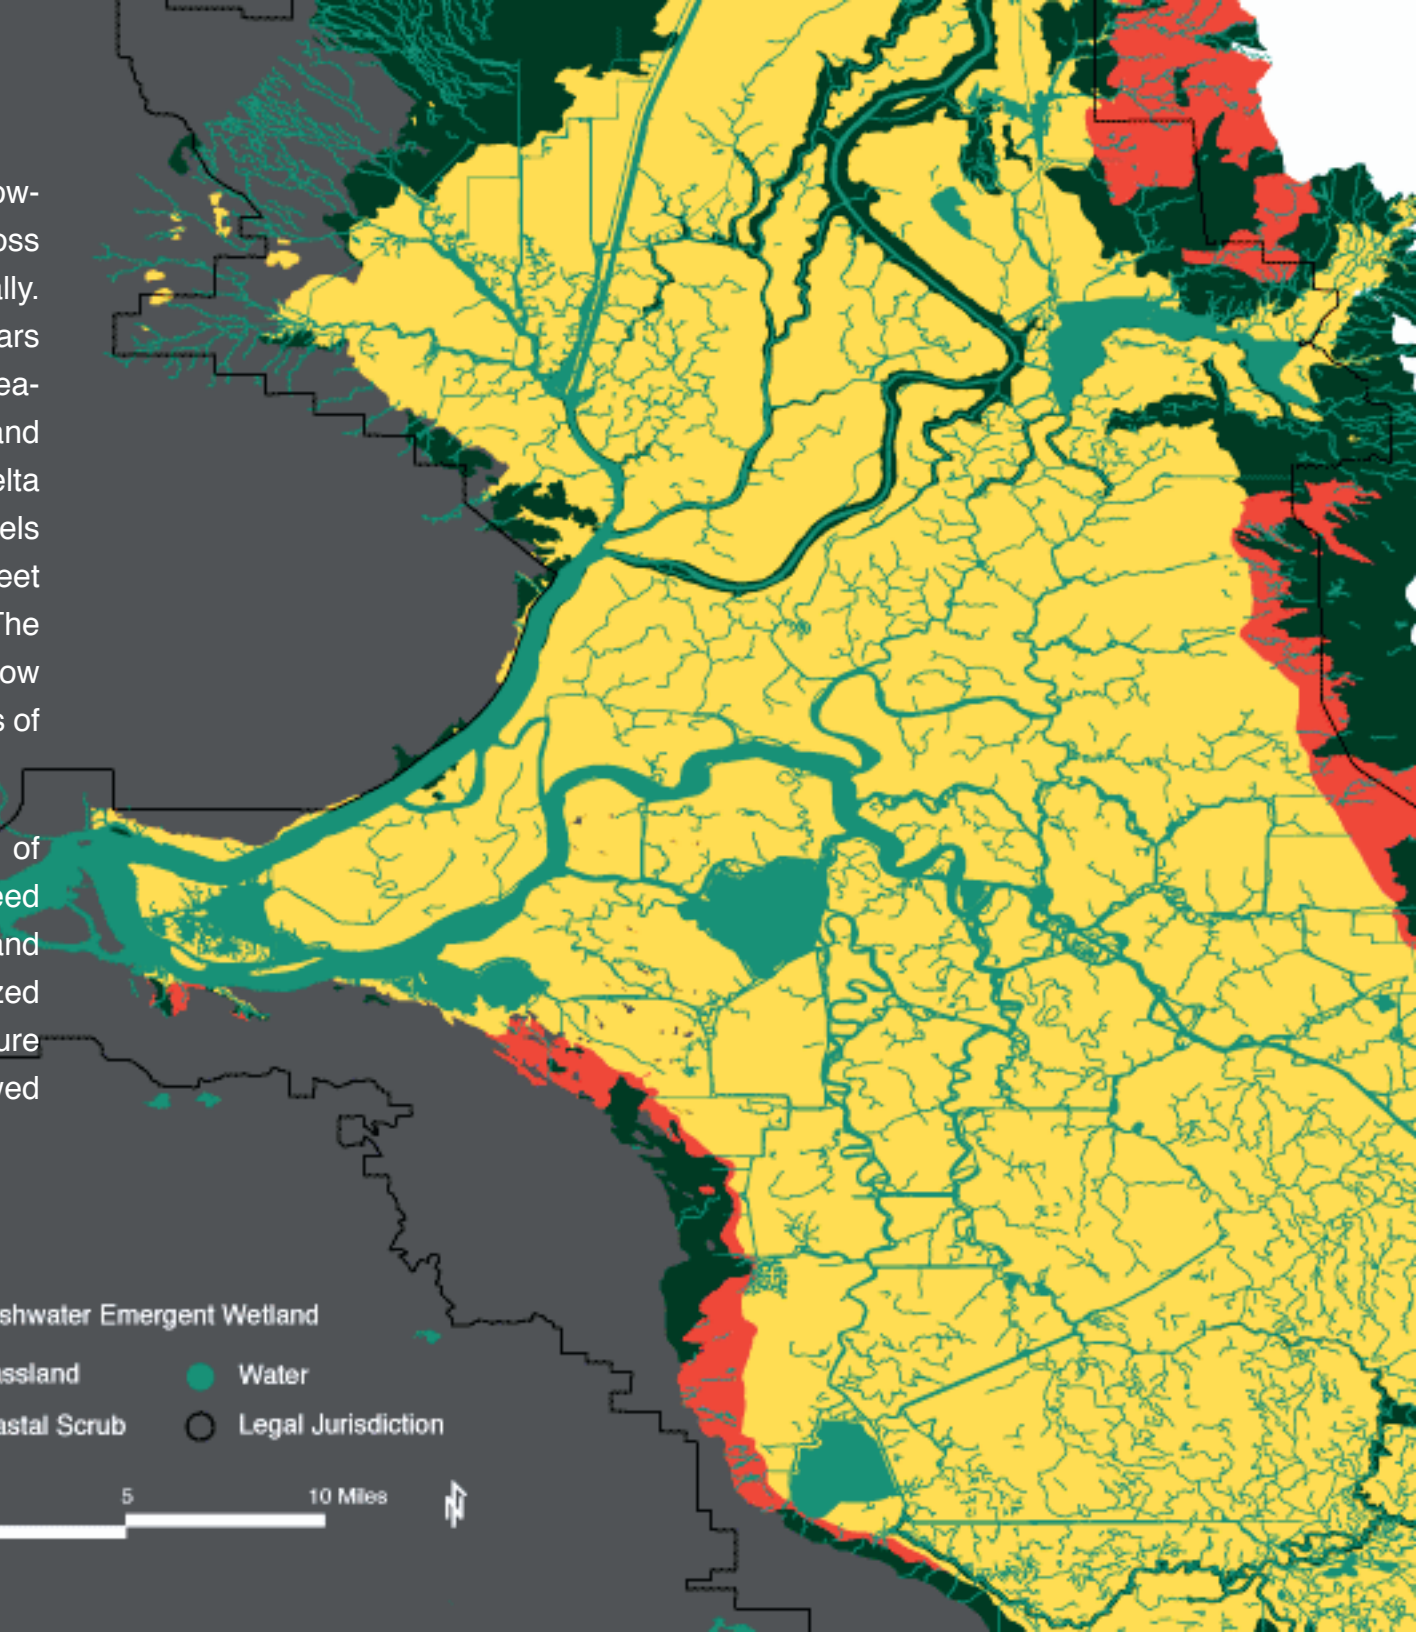 ow-
oss
ally.
ars
ea-
and
elta
els
eet
The
ow
s of
of
eed
and
zed
ure
ved
shwater Emergent Wetland
ssland
Water
astal Scrub
Legal Jurisdiction
5
10 Miles
N